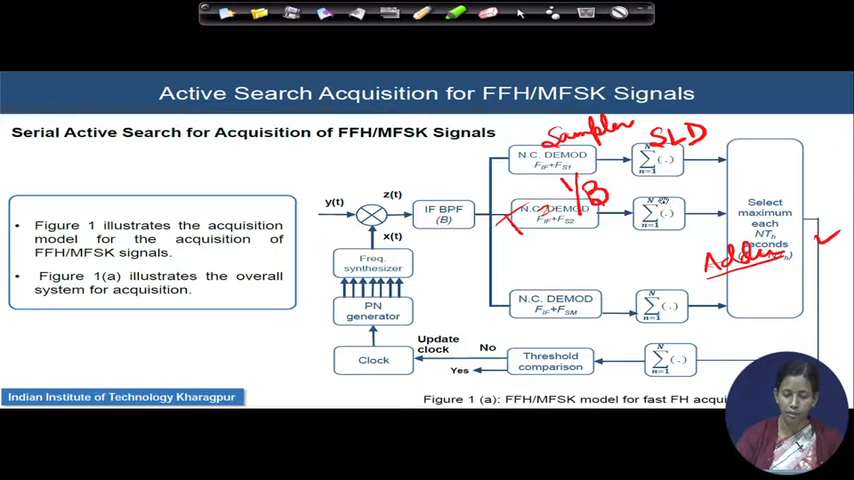 Active Search Acquisition for FFH/MFSK Signals
Serial Active Search for Acquisition of FFH/MFSK Signals
Sampler
SLD
• Figure 1 illustrates the acquisition model for the acquisition of FFH/MFSK signals.
• Figure 1(a) illustrates the overall system for acquisition.
y(t)
z(t)
x(t)
IF BPF
(B)
Freq.
synthesizer
PN
generator
Clock
Update
clock
No
Yes
Threshold
comparison
N.C. DEMOD
F_IF+F_S1
N.C. DEMOD
F_IF+F_S2
T = 1/B
N.C. DEMOD
F_IF+F_SM
N
∑(.)
n=1
N
∑(.)
n=1
N
∑(.)
n=1
N
∑(.)
n=1
Select
maximum
each
NT_h
seconds
Adder
Indian Institute of Technology Kharagpur
Figure 1 (a): FFH/MFSK model for fast FH